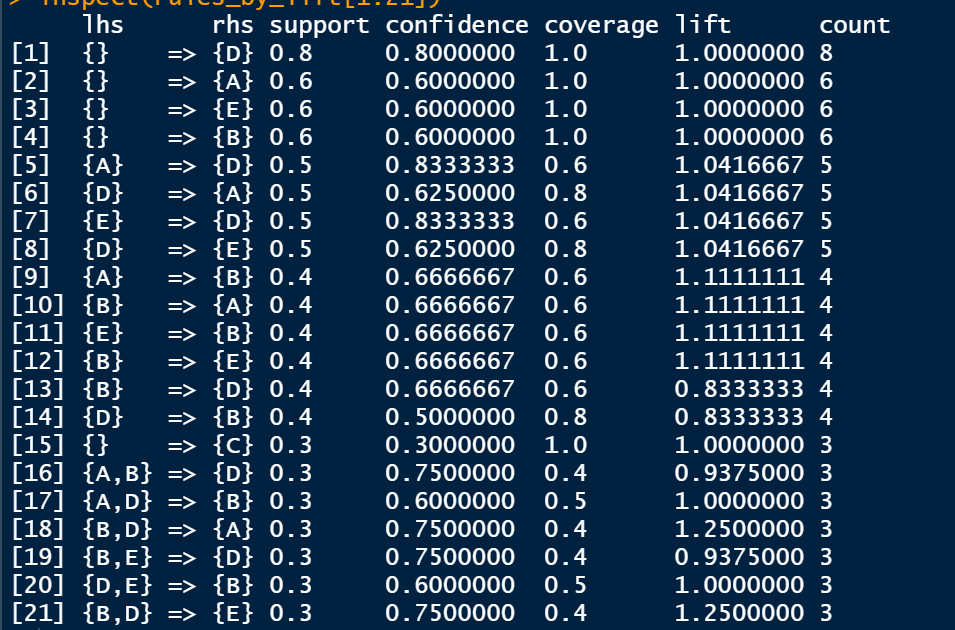 > inspect(rules_by_lift[1:21])
lhs rhs support confidence coverage lift count
[1] {} => {D} 0.8 0.8000000 1.0 1.0000000 8
[2] {} => {A} 0.6 0.6000000 1.0 1.0000000 6
[3] {} => {E} 0.6 0.6000000 1.0 1.0000000 6
[4] {} => {B} 0.6 0.6000000 1.0 1.0000000 6
[5] {A} => {D} 0.5 0.8333333 0.6 1.0416667 5
[6] {D} => {A} 0.5 0.6250000 0.8 1.0416667 5
[7] {E} => {D} 0.5 0.8333333 0.6 1.0416667 5
[8] {D} => {E} 0.5 0.6250000 0.8 1.0416667 5
[9] {A} => {B} 0.4 0.6666667 0.6 1.1111111 4
[10] {B} => {A} 0.4 0.6666667 0.6 1.1111111 4
[11] {E} => {B} 0.4 0.6666667 0.6 1.1111111 4
[12] {B} => {E} 0.4 0.6666667 0.6 1.1111111 4
[13] {B} => {D} 0.4 0.6666667 0.6 0.8333333 4
[14] {D} => {B} 0.4 0.5000000 0.8 0.8333333 4
[15] {} => {C} 0.3 0.3000000 1.0 1.0000000 3
[16] {A,B} => {D} 0.3 0.7500000 0.4 0.9375000 3
[17] {A,D} => {B} 0.3 0.6000000 0.5 1.0000000 3
[18] {B,D} => {A} 0.3 0.7500000 0.4 1.2500000 3
[19] {B,E} => {D} 0.3 0.7500000 0.4 0.9375000 3
[20] {D,E} => {B} 0.3 0.6000000 0.5 1.0000000 3
[21] {B,D} => {E} 0.3 0.7500000 0.4 1.2500000 3